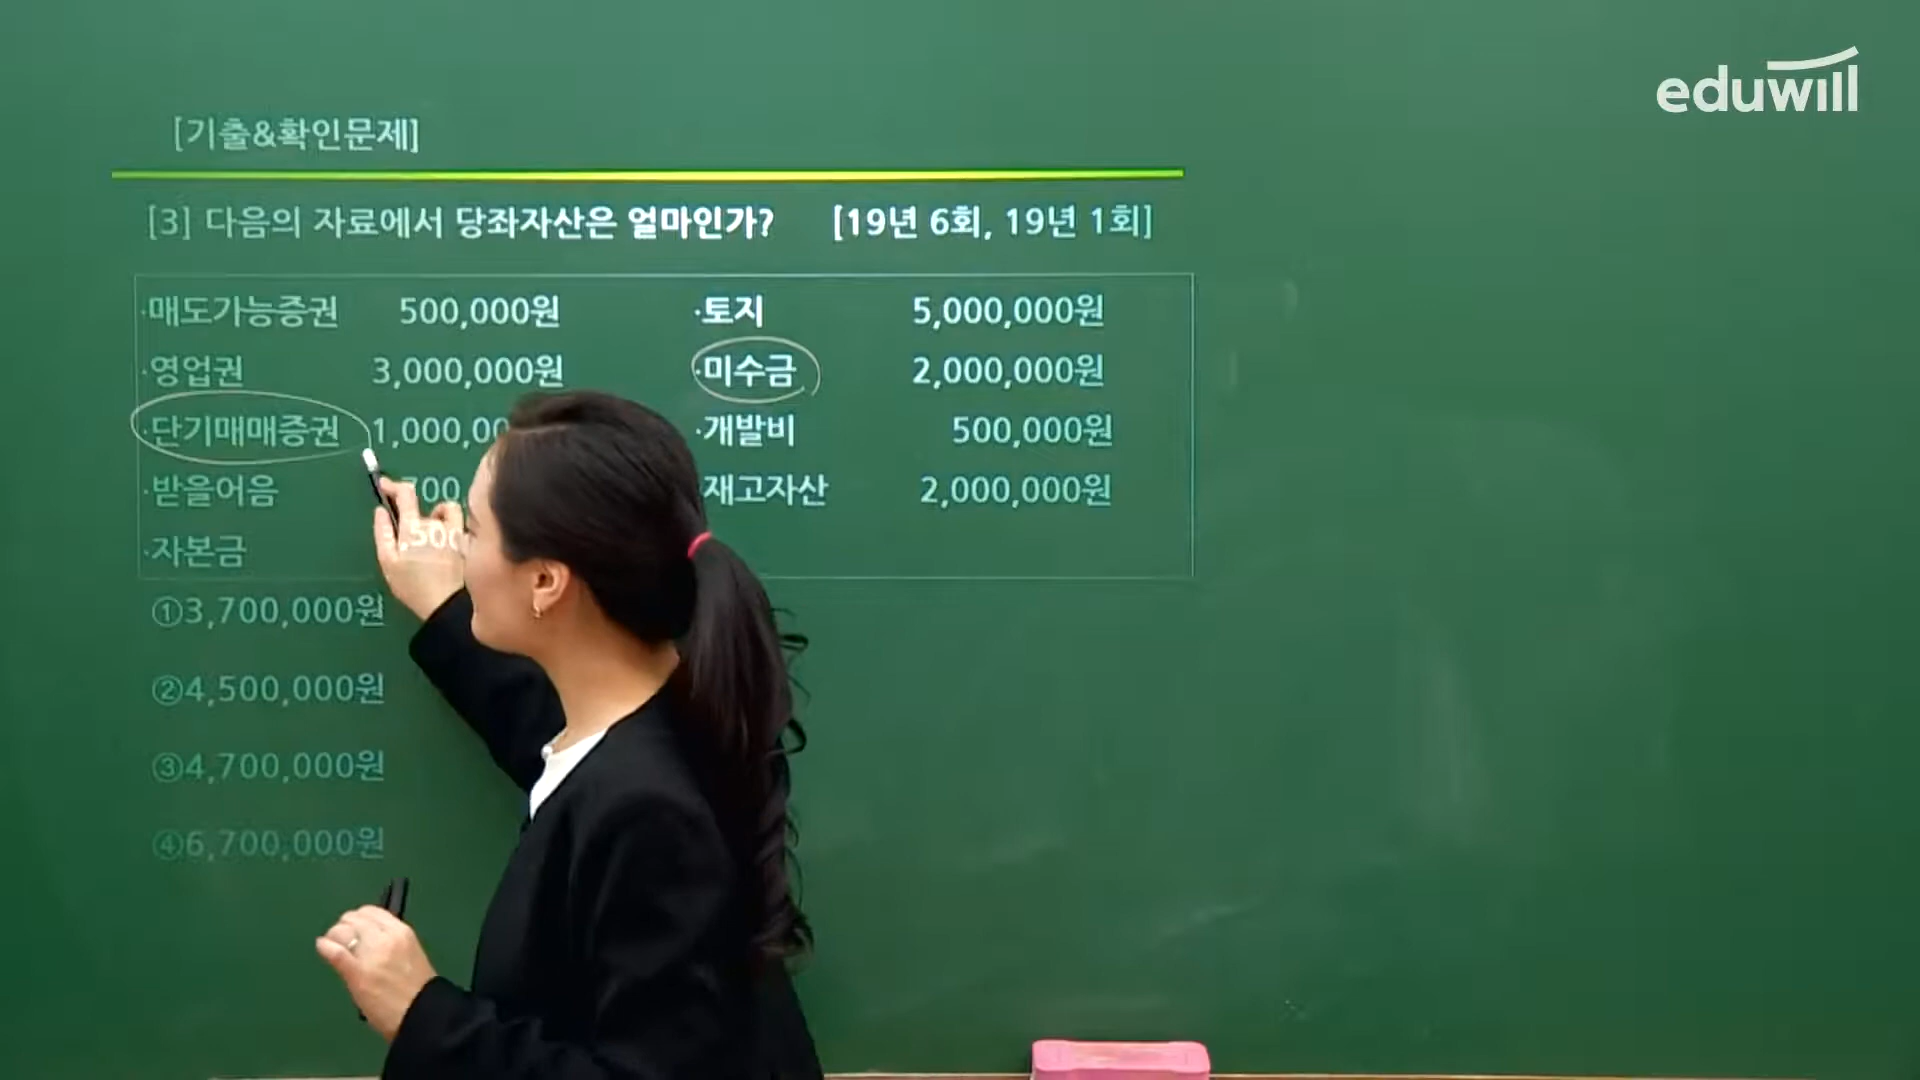 eduwill
[기출&확인문제]
[3] 다음의 자료에서 당좌자산은 얼마인가? [19년 6회, 19년 1회]
·매도가능증권 500,000원 ·토지 5,000,000원
·영업권 3,000,000원 ·미수금 2,000,000원
·단기매매증권 1,000,00 ·개발비 500,000원
·받을어음 700, 재고자산 2,000,000원
·자본금 ,500
①3,700,000원
②4,500,000원
③4,700,000원
④6,700,000원